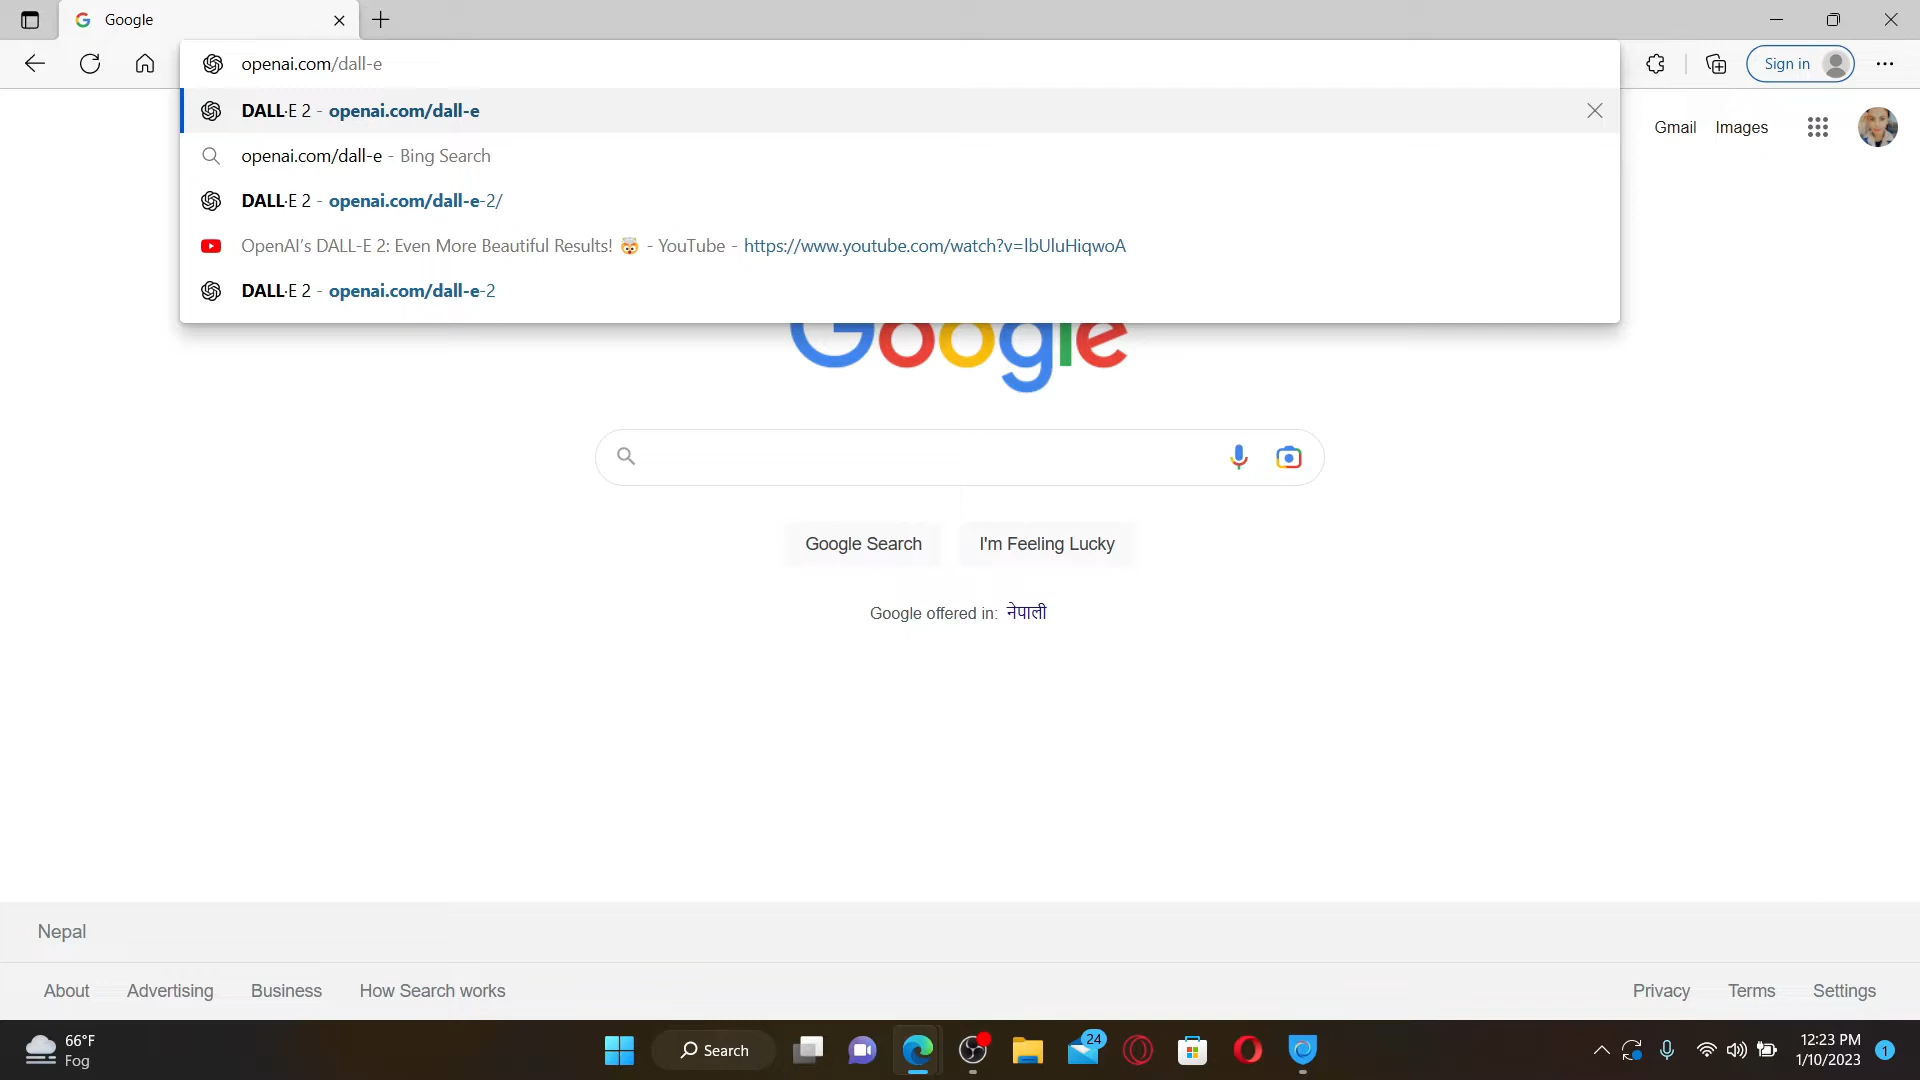 Google
openai.com/dall-e
Sign in
DALL·E 2 - openai.com/dall-e
openai.com/dall-e - Bing Search
DALL·E 2 - openai.com/dall-e-2/
OpenAI's DALL-E 2: Even More Beautiful Results! 🤯 - YouTube - https://www.youtube.com/watch?v=lbUluHiqwoA
DALL·E 2 - openai.com/dall-e-2
Gmail Images
Google
Google Search I'm Feeling Lucky
Google offered in: नेपाली
Nepal
About Advertising Business How Search works Privacy Terms Settings
66°F
Fog
Search
24
12:23 PM
1/10/2023
1